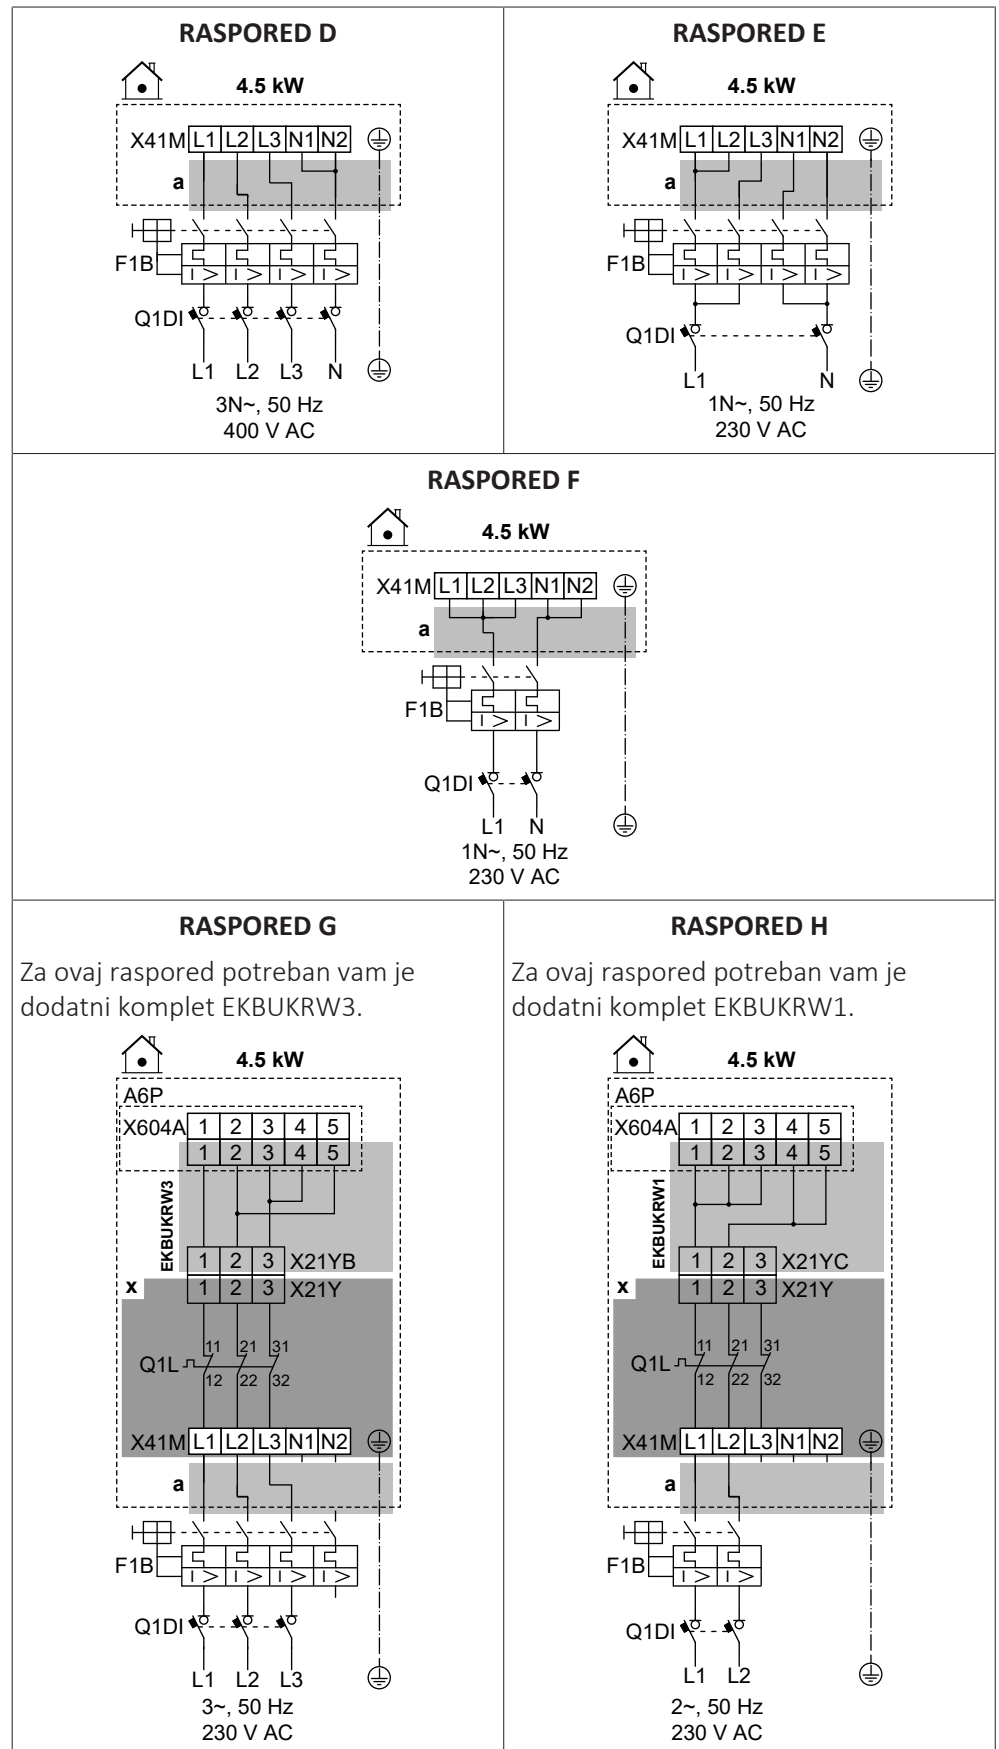 RASPORED D
4.5 kW
X41M L1 L2 L3 N1 N2
a
F1B
I > I > I > I >
Q1DI
L1 L2 L3 N
3N~, 50 Hz
400 V AC
RASPORED E
4.5 kW
X41M L1 L2 L3 N1 N2
a
F1B
I > I > I > I >
Q1DI
L1 N
1N~, 50 Hz
230 V AC
RASPORED F
4.5 kW
X41M L1 L2 L3 N1 N2
a
F1B
I > I >
Q1DI
L1 N
1N~, 50 Hz
230 V AC
RASPORED G
Za ovaj raspored potreban vam je
dodatni komplet EKBUKRW3.
4.5 kW
A6P
X604A 1 2 3 4 5
1 2 3 4 5
EKBUKRW3
1 2 3 X21YB
x
1 2 3 X21Y
11 21 31
Q1L
12 22 32
X41M L1 L2 L3 N1 N2
a
F1B
I > I > I > I >
Q1DI
L1 L2 L3
3~, 50 Hz
230 V AC
RASPORED H
Za ovaj raspored potreban vam je
dodatni komplet EKBUKRW1.
4.5 kW
A6P
X604A 1 2 3 4 5
1 2 3 4 5
EKBUKRW1
1 2 3 X21YC
x
1 2 3 X21Y
11 21 31
Q1L
12 22 32
X41M L1 L2 L3 N1 N2
a
F1B
I > I >
Q1DI
L1 L2
2~, 50 Hz
230 V AC